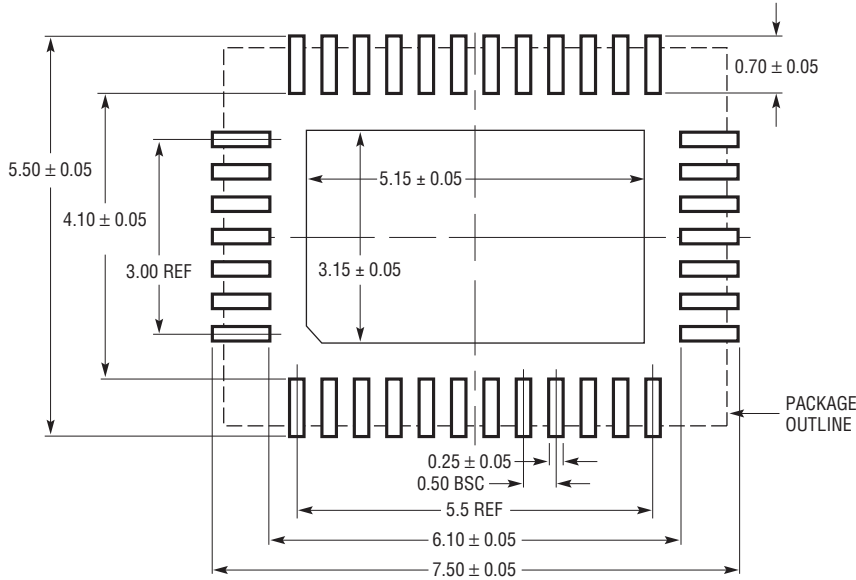 0.70 ± 0.05
5.50 ± 0.05
5.15 ± 0.05
4.10 ± 0.05
3.00 REF
3.15 ± 0.05
PACKAGE
OUTLINE
0.25 ± 0.05
0.50 BSC
5.5 REF
6.10 ± 0.05
7.50 ± 0.05